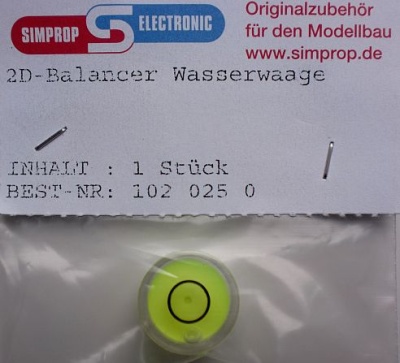 SIMPROP S ELECTRONIC
Originalzubehör
für den Modellbau
www.simprop.de
2D-Balancer Wasserwaage
INHALT : 1 Stück
BEST-NR: 102 025 0